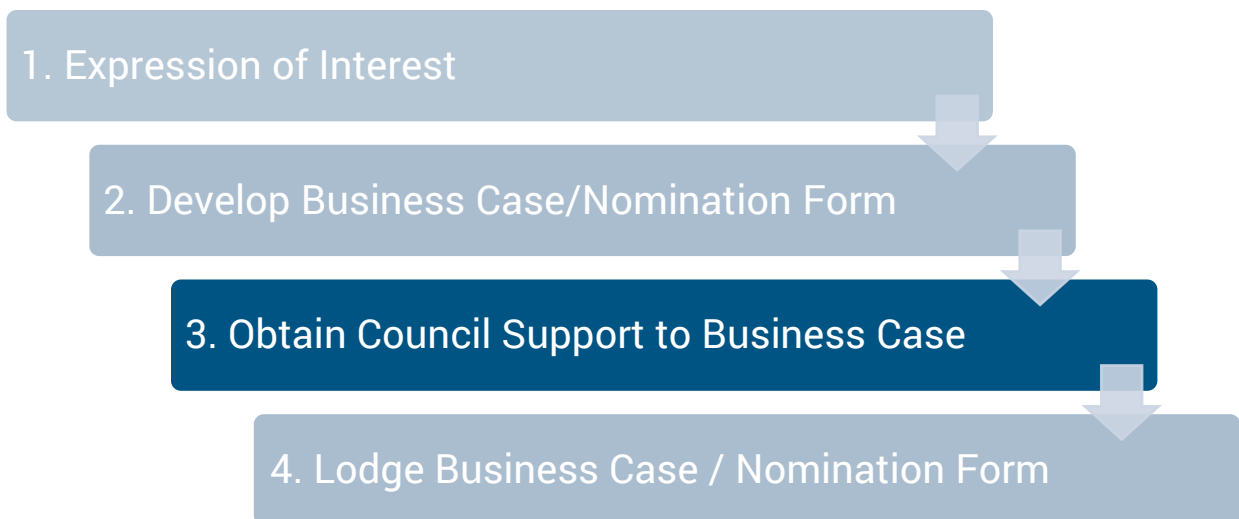 1. Expression of Interest
2. Develop Business Case/Nomination Form
3. Obtain Council Support to Business Case
4. Lodge Business Case / Nomination Form